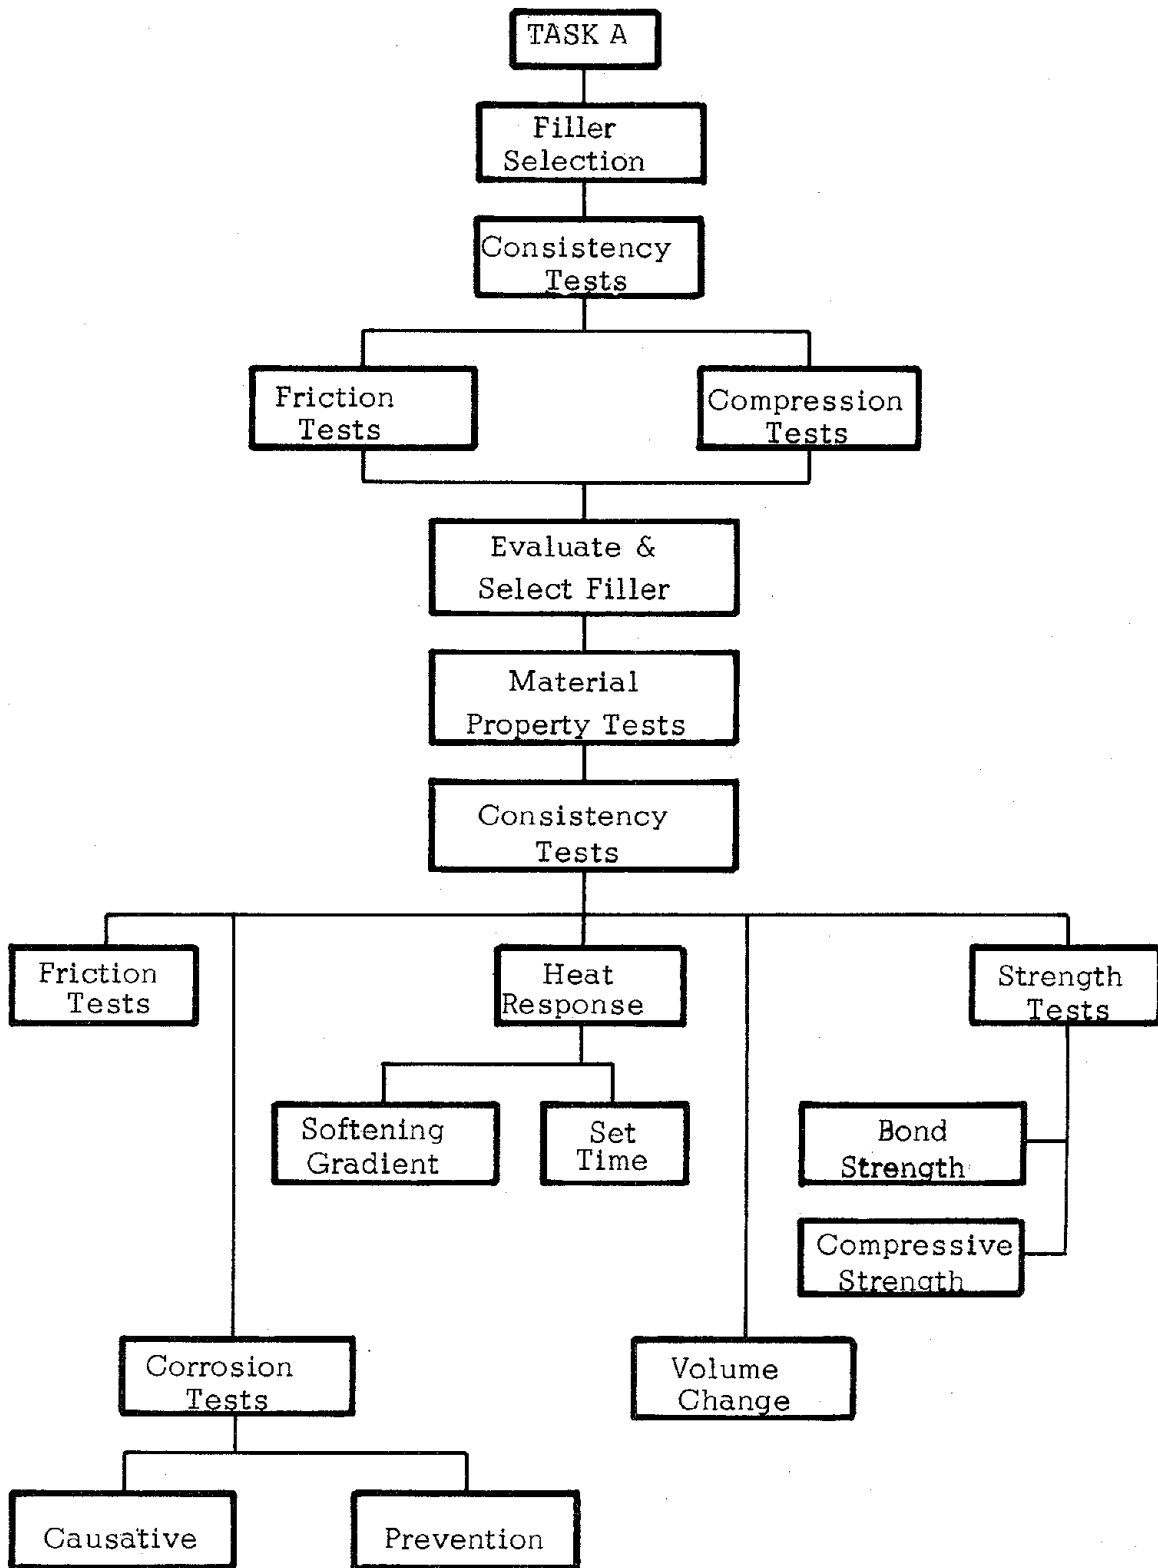 TASK A
Filler
Selection
Consistency
Tests
Friction
Tests
Compression
Tests
Evaluate &
Select Filler
Material
Property Tests
Consistency
Tests
Friction
Tests
Heat
Response
Strength
Tests
Softening
Gradient
Set
Time
Bond
Strength
Compressive
Strength
Corrosion
Tests
Volume
Change
Causative
Prevention